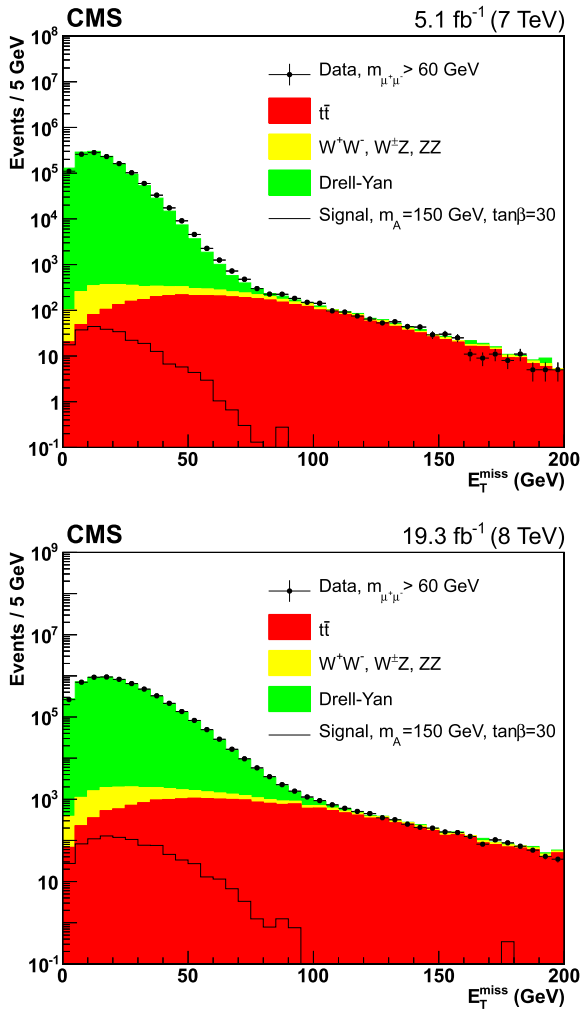 CMS 5.1 fb⁻¹ (7 TeV)
Events / 5 GeV
10⁸
10⁷
10⁶
10⁵
10⁴
10³
10²
10
1
10⁻¹
Data, m_μ⁺μ⁻ > 60 GeV
tt̄
W⁺W⁻, W±Z, ZZ
Drell-Yan
Signal, m_A=150 GeV, tanβ=30
0 50 100 150 200
E_T^miss (GeV)
CMS 19.3 fb⁻¹ (8 TeV)
Events / 5 GeV
10⁹
10⁷
10⁵
10³
10
10⁻¹
Data, m_μ⁺μ⁻ > 60 GeV
tt̄
W⁺W⁻, W±Z, ZZ
Drell-Yan
Signal, m_A=150 GeV, tanβ=30
0 50 100 150 200
E_T^miss (GeV)